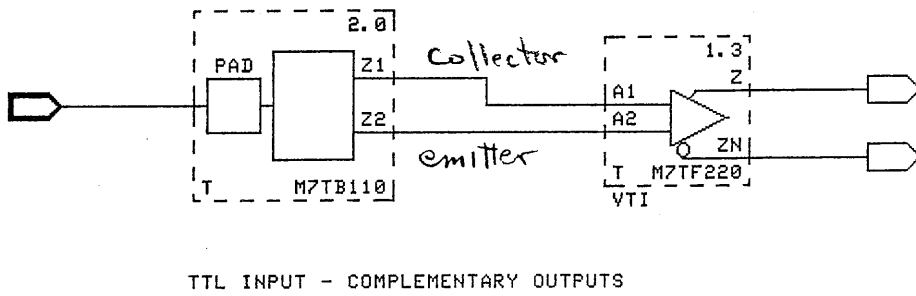 2.0
collector
1.3
PAD
Z1
Z
A1
Z2
A2
emitter
ZN
T M7TB110
T M7TF220
VTI
TTL INPUT - COMPLEMENTARY OUTPUTS